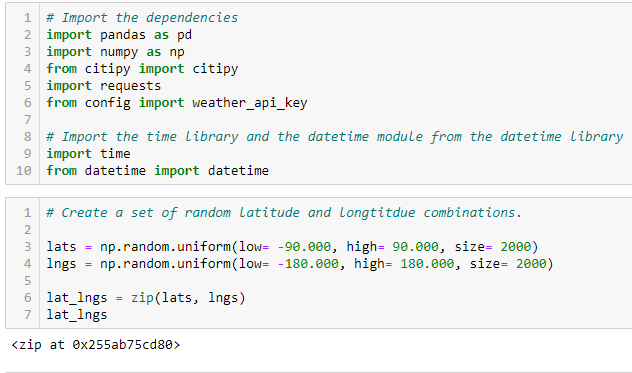 1 # Import the dependencies
2 import pandas as pd
3 import numpy as np
4 from citipy import citipy
5 import requests
6 from config import weather_api_key
7
8 # Import the time library and the datetime module from the datetime library
9 import time
10 from datetime import datetime
1 # Create a set of random latitude and longtitdue combinations.
2
3 lats = np.random.uniform(low= -90.000, high= 90.000, size= 2000)
4 lngs = np.random.uniform(low= -180.000, high= 180.000, size= 2000)
5
6 lat_lngs = zip(lats, lngs)
7 lat_lngs
<zip at 0x255ab75cd80>